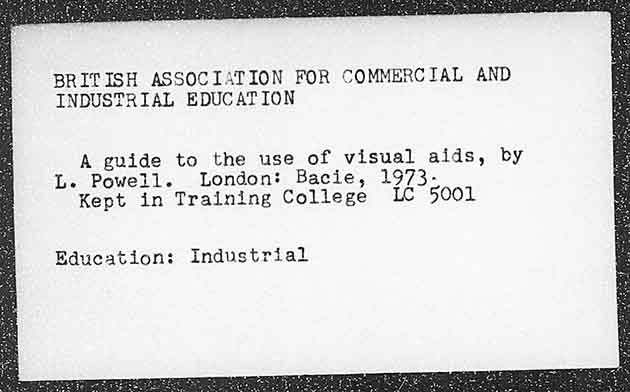 BRITISH ASSOCIATION FOR COMMERCIAL AND
INDUSTRIAL EDUCATION
A guide to the use of visual aids, by
L. Powell. London: Bacie, 1973.
Kept in Training College LC 5001
Education: Industrial